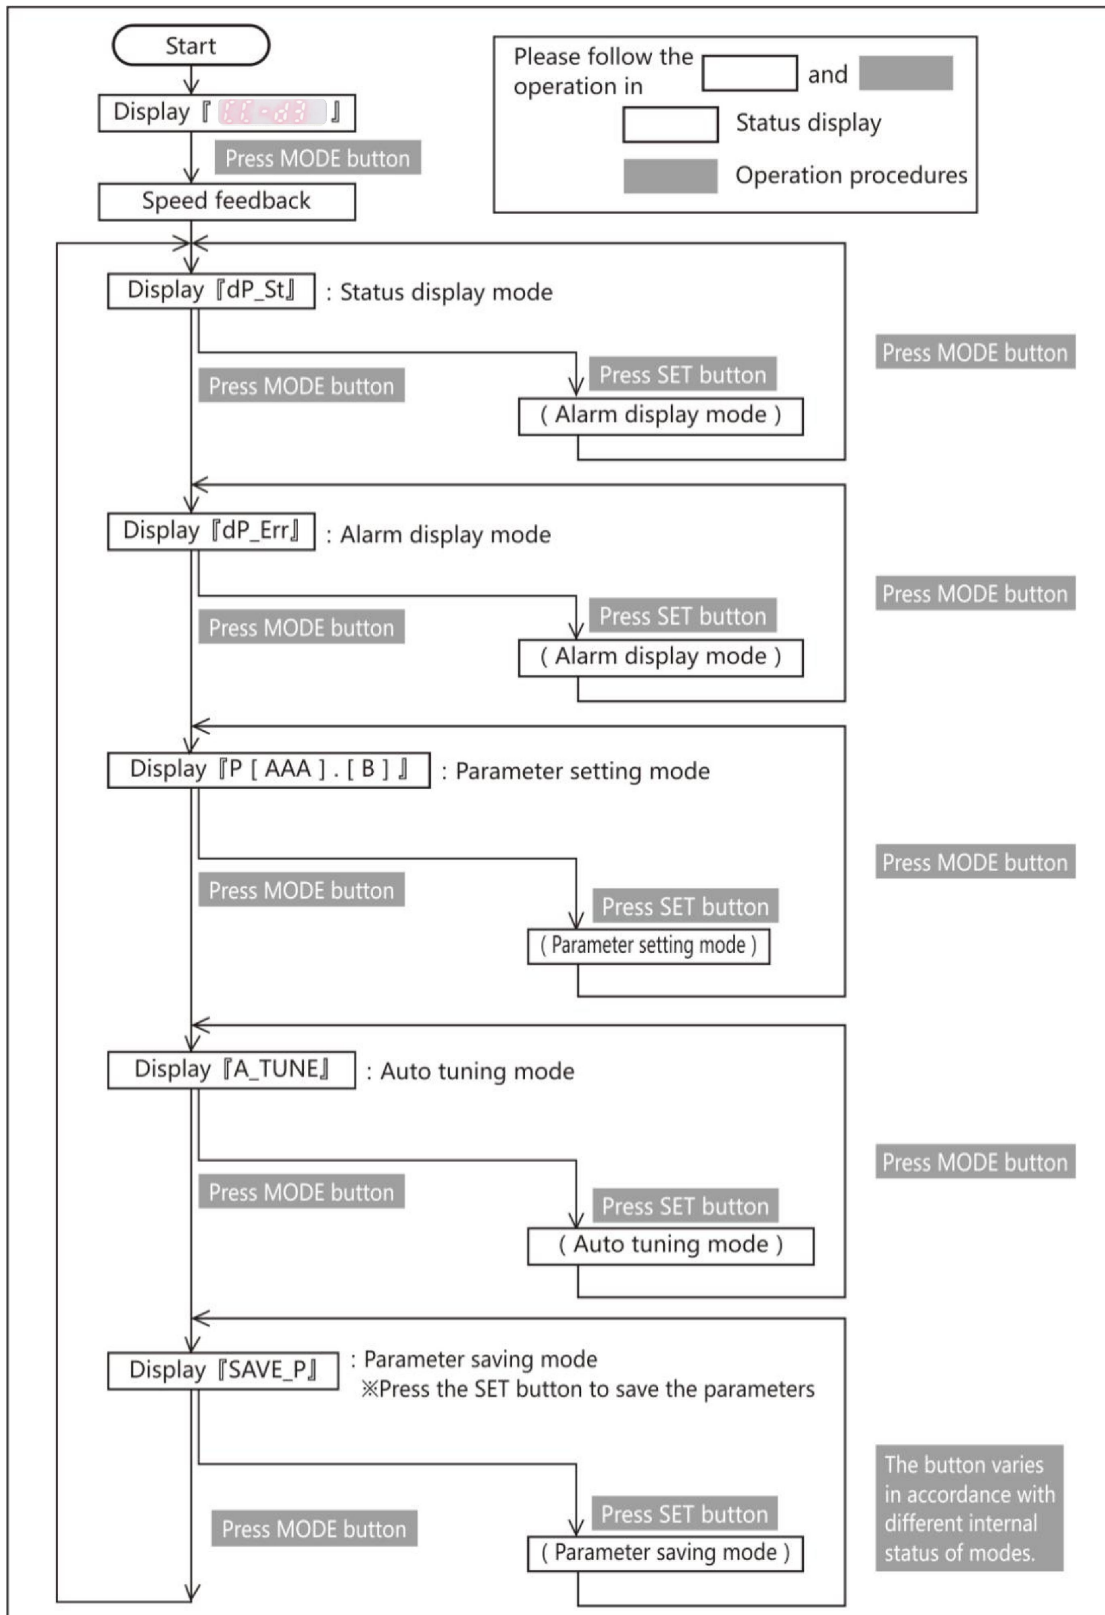 Start
Please follow the
operation in
and
Display『 CC-d3 』
Status display
Press MODE button
Operation procedures
Speed feedback
Display『dP_St』
: Status display mode
Press MODE button
Press SET button
Press MODE button
( Alarm display mode )
Display『dP_Err』
: Alarm display mode
Press MODE button
Press SET button
Press MODE button
( Alarm display mode )
Display『P [ AAA ] . [ B ] 』
: Parameter setting mode
Press MODE button
Press MODE button
Press SET button
( Parameter setting mode )
Display『A_TUNE』
: Auto tuning mode
Press MODE button
Press MODE button
Press SET button
( Auto tuning mode )
Display『SAVE_P』
: Parameter saving mode
※Press the SET button to save the parameters
The button varies
in accordance with
different internal
status of modes.
Press SET button
Press MODE button
( Parameter saving mode )